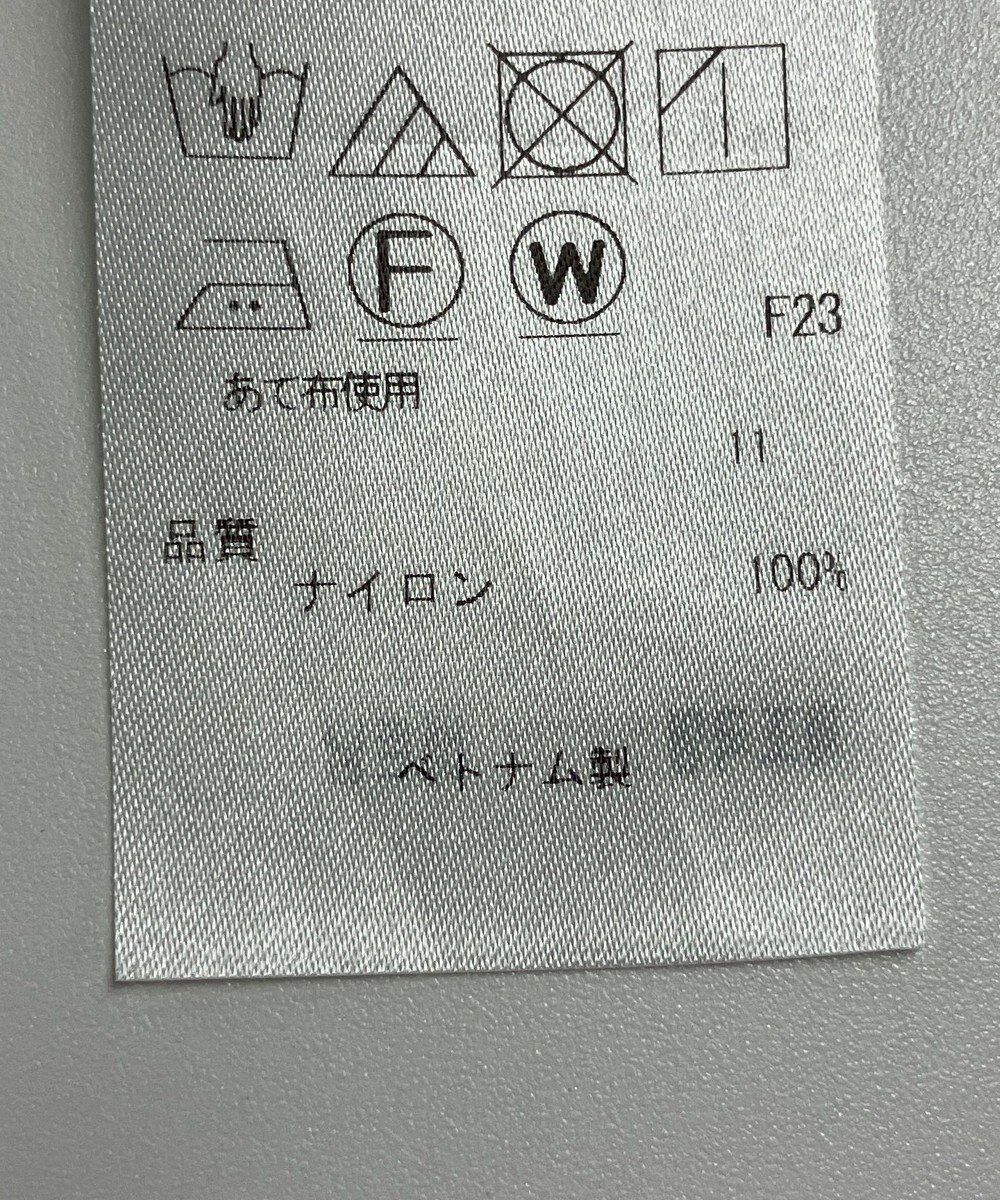 F W
F23
あて布使用
11
品質
ナイロン 100%
ベトナム製